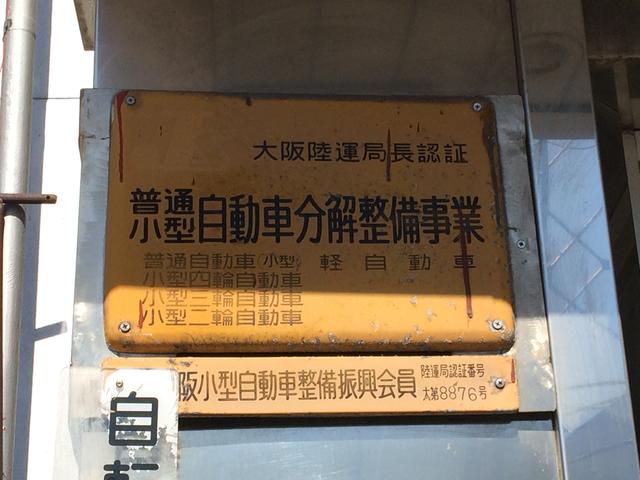 大阪陸運局長認証
普通
小型自動車分解整備事業
普通自動車(小型) 軽自動車
小型四輪自動車
小型三輪自動車
小型二輪自動車
阪小型自動車整備振興会員
陸運局認証番号
大第8876号
自転